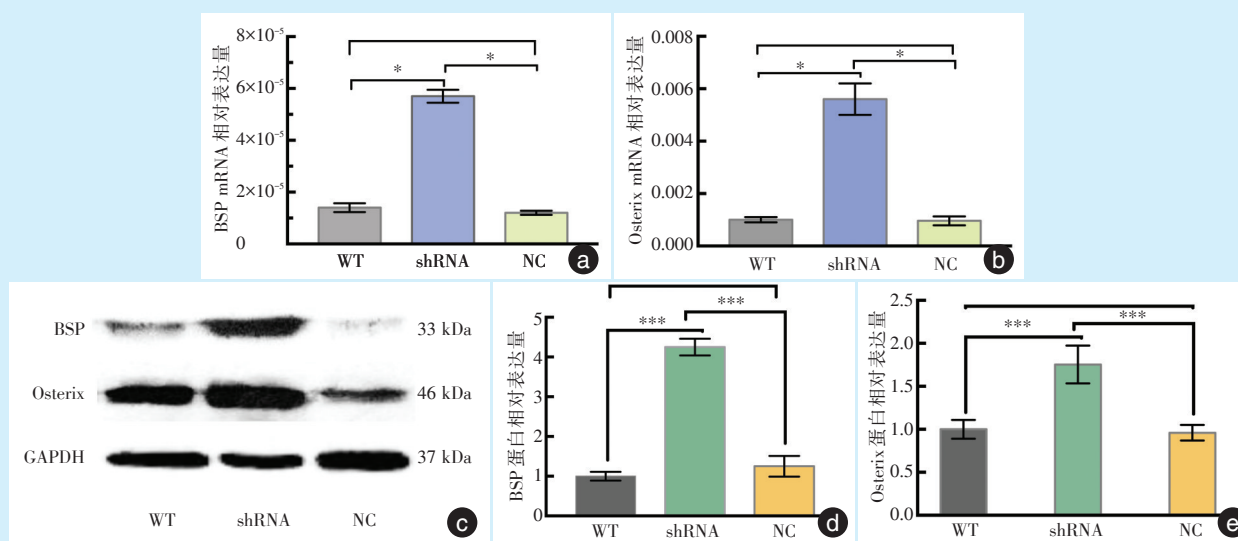 BSP mRNA 相对表达量
8×10⁻⁵
6×10⁻⁵
4×10⁻⁵
2×10⁻⁵
0
*
*
WT
shRNA
NC
a
Osterix mRNA 相对表达量
0.008
0.006
0.004
0.002
0.000
*
*
WT
shRNA
NC
b
BSP
33 kDa
Osterix
46 kDa
GAPDH
37 kDa
WT
shRNA
NC
c
BSP 蛋白相对表达量
5
4
3
2
1
0
***
***
WT
shRNA
NC
d
Osterix 蛋白相对表达量
2.5
2.0
1.5
1.0
0.5
0.0
***
***
WT
shRNA
NC
e